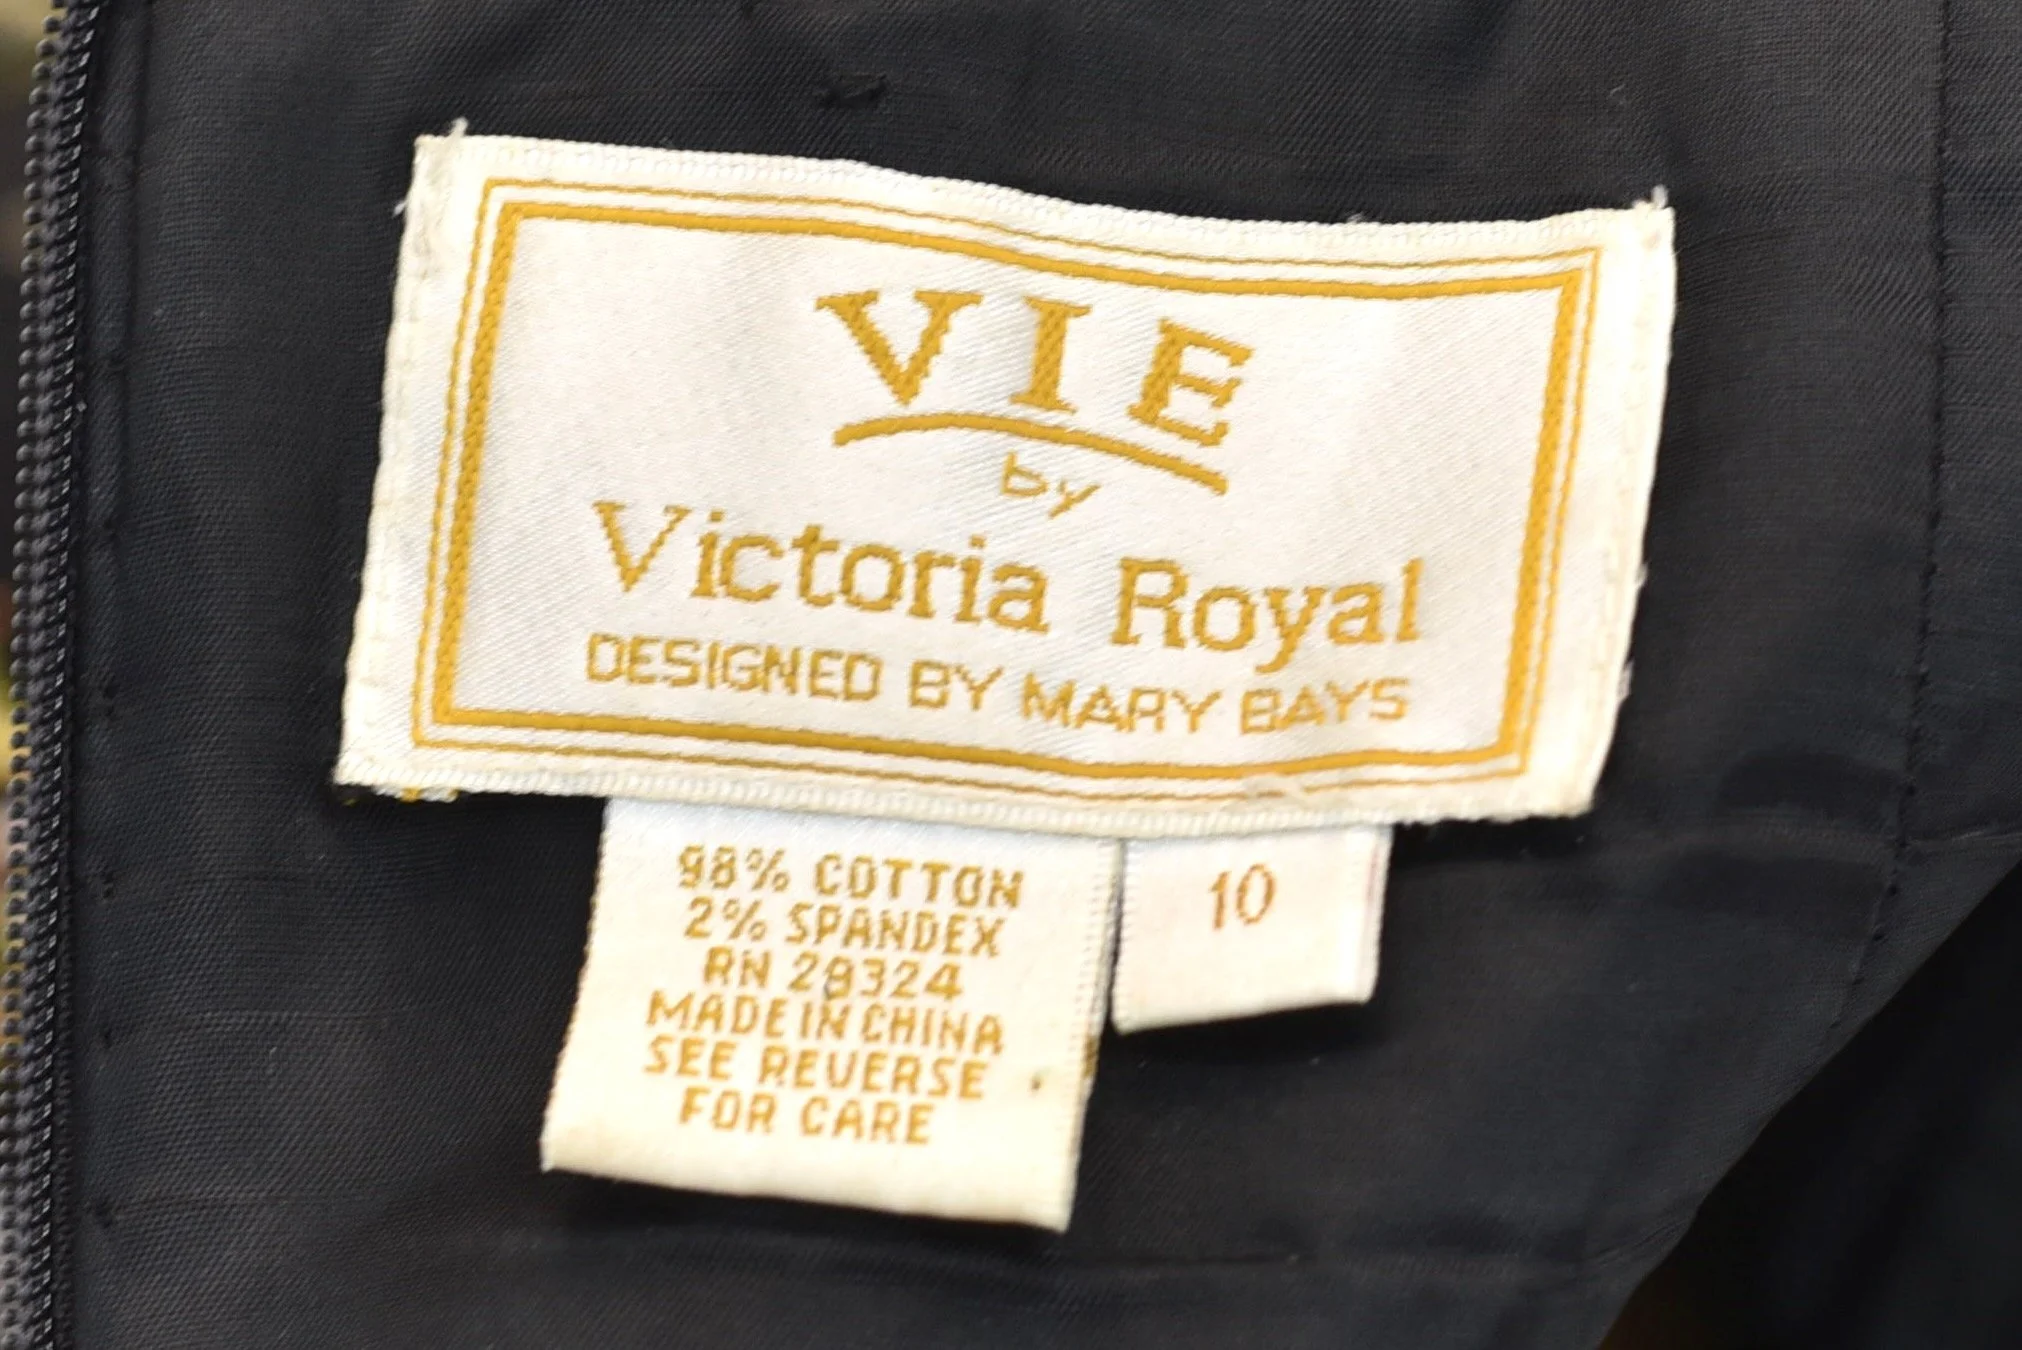 VIE
by
Victoria Royal
DESIGNED BY MARY BAYS
98% COTTON
2% SPANDEX
RN 28324
MADE IN CHINA
SEE REVERSE
FOR CARE
10